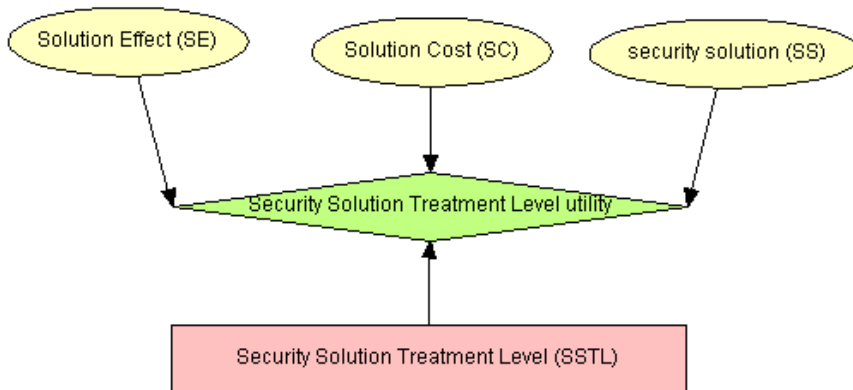 Solution Effect (SE)
Solution Cost (SC)
security solution (SS)
Security Solution Treatment Level utility
Security Solution Treatment Level (SSTL)